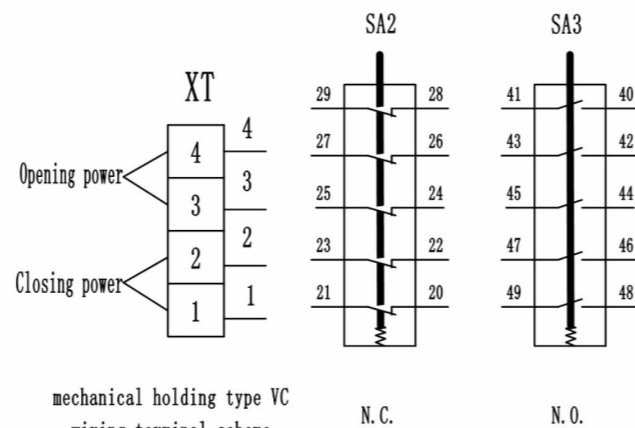 SA2 SA3
XT
29 28 41 40
4
4
27 26 43 42
Opening power
3
3
25 24 45 44
2
2
23 22 47 46
Closing power
1
1
21 20 49 48
mechanical holding type VC
N.C. N.O.